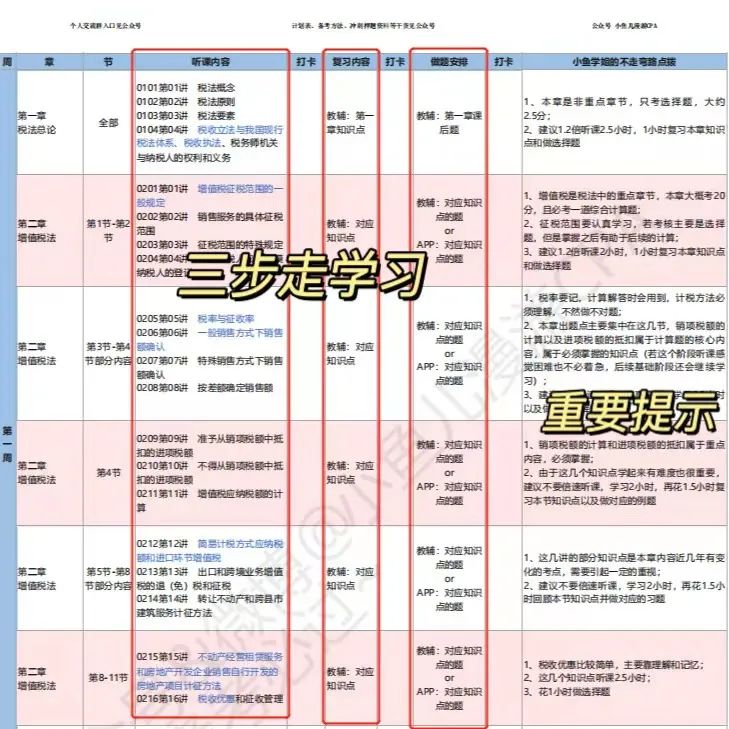 个人交流群入口见公众号
计划表、备考方法、冲刺押题资料等干货见公众号
公众号 小鱼儿漫游CPA
周 章 节 听课内容 打卡 复习内容 打卡 做题安排 打卡 小鱼学姐的不走弯路点拨
第一周
第一章
税法总论
全部
0101第01讲 税法概念
0102第02讲 税法原则
0103第03讲 税法要素
0104第04讲 税收立法与我国现行
税法体系、税收执法、税务师机关
与纳税人的权利和义务
教辅：第一
章知识点
教辅：第一章课
后题
1、本章是非重点章节，只考选择题，大约
2.5分；
2、建议1.2倍听课2.5小时，1小时复习本章知识
点和做选择题
第二章
增值税法
第1节-第2
节
0201第01讲 增值税征税范围的一
般规定
0202第02讲 销售服务的具体征税
范围
0203第03讲 征税范围的特殊规定
0204第04讲
纳税人的登记
教辅：对应
知识点
教辅：对应知识
点的题
or
APP：对应知识
点的题
1、增值税是税法中的重点章节，本章大概考20
分，且必考一道综合计算题；
2、征税范围要认真学习，若考核主要是选择
题，但是掌握之后有助于后续的计算；
3、建议1.2倍听课2小时，1小时复习本章知识点
和做选择题
三步走学习
第二章
增值税法
第3节-第4
节部分内容
0205第05讲 税率与征收率
0206第06讲 一般销售方式下销售
额确认
0207第07讲 特殊销售方式下销售
额确认
0208第08讲 按差额确定销售额
教辅：对应
知识点
教辅：对应知识
点的题
or
APP：对应知识
点的题
1、税率要记，计算解答时会用到，计税方法必
须理解，不然做不对题；
2、本章出题点主要集中在这几节，销项税额的
计算以及进项税额的抵扣属于计算题的核心内
容，属于必须掌握的知识点（若这个阶段听课感
觉困难也不必着急，后续基础阶段还会继续学
习）；
3、建
以及
重要提示
第二章
增值税法
第4节
0209第09讲 准予从销项税额中抵
扣的进项税额
0210第10讲 不得从销项税额中抵
扣的进项税额
0211第11讲 增值税应纳税额的计
算
教辅：对应
知识点
教辅：对应知识
点的题
or
APP：对应知识
点的题
1、销项税额的计算和进项税额的抵扣属于重点
内容，必须掌握；
2、由于这几个知识点学起来有难度也很重要，
建议不要倍速听课，学习2小时，再花1.5小时复
习本节知识点以及做对应的例题
第二章
增值税法
第5节-第8
节部分内容
0212第12讲 简易计税方式应纳税
额和进口环节增值税
0213第13讲 出口和跨境业务增值
税的退（免）税和征税
0214第14讲 转让不动产和跨县市
建筑服务计征方法
教辅：对应
知识点
教辅：对应知识
点的题
or
APP：对应知识
点的题
1、这几讲的部分知识点是本章内容近几年有变
化的考点，需要引起一定的重视；
2、建议不要倍速听课，学习2小时，再花1.5小
时回顾本节知识点并做对应的习题
第二章
增值税法
第8-11节
0215第15讲 不动产经营租赁服务
和房地产开发企业销售自行开发的
房地产项目计征方法
0216第16讲 税收优惠和征收管理
教辅：对应
知识点
教辅：对应知识
点的题
or
APP：对应知识
点的题
1、税收优惠比较简单，主要靠理解和记忆；
2、这几个知识点听课2.5小时；
3、花1小时做选择题